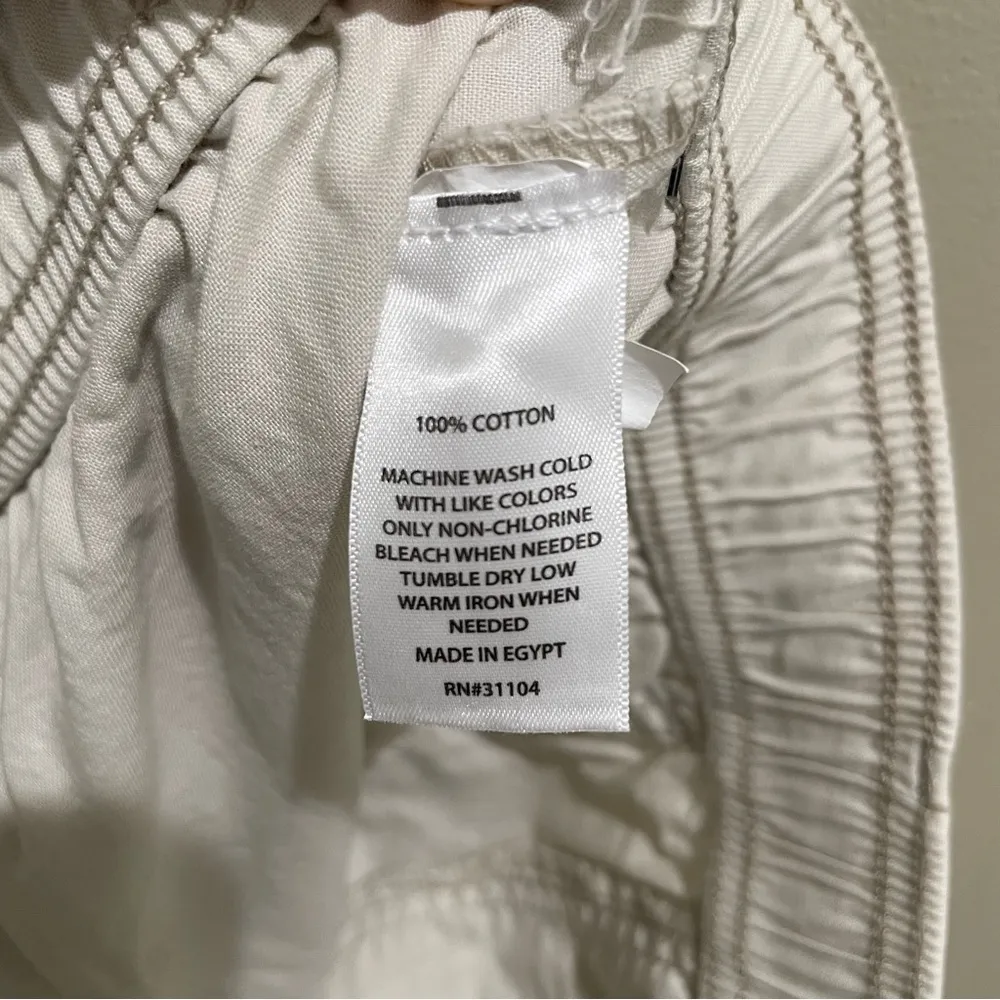 100% COTTON
MACHINE WASH COLD
WITH LIKE COLORS
ONLY NON-CHLORINE
BLEACH WHEN NEEDED
TUMBLE DRY LOW
WARM IRON WHEN
NEEDED
MADE IN EGYPT
RN#31104